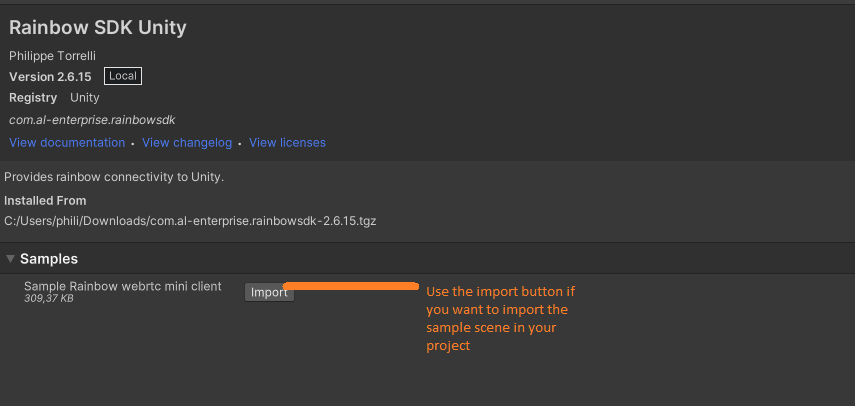 Rainbow SDK Unity
Philippe Torrelli
Version 2.6.15 Local
Registry Unity
com.al-enterprise.rainbowsdk
View documentation • View changelog • View licenses
Provides rainbow connectivity to Unity.
Installed From
C:/Users/phili/Downloads/com.al-enterprise.rainbowsdk-2.6.15.tgz
Samples
Sample Rainbow webrtc mini client
309,37 KB
Import
Use the import button if
you want to import the
sample scene in your
project